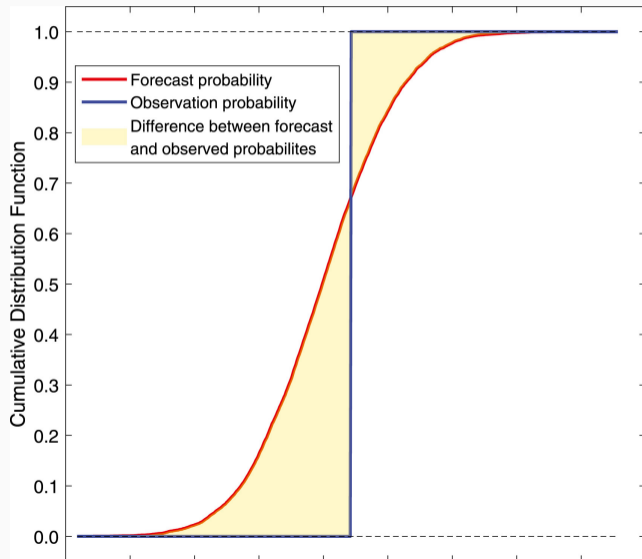 Cumulative Distribution Function
1.0
0.9
0.8
0.7
0.6
0.5
0.4
0.3
0.2
0.1
0.0
Forecast probability
Observation probability
Difference between forecast
and observed probabilites